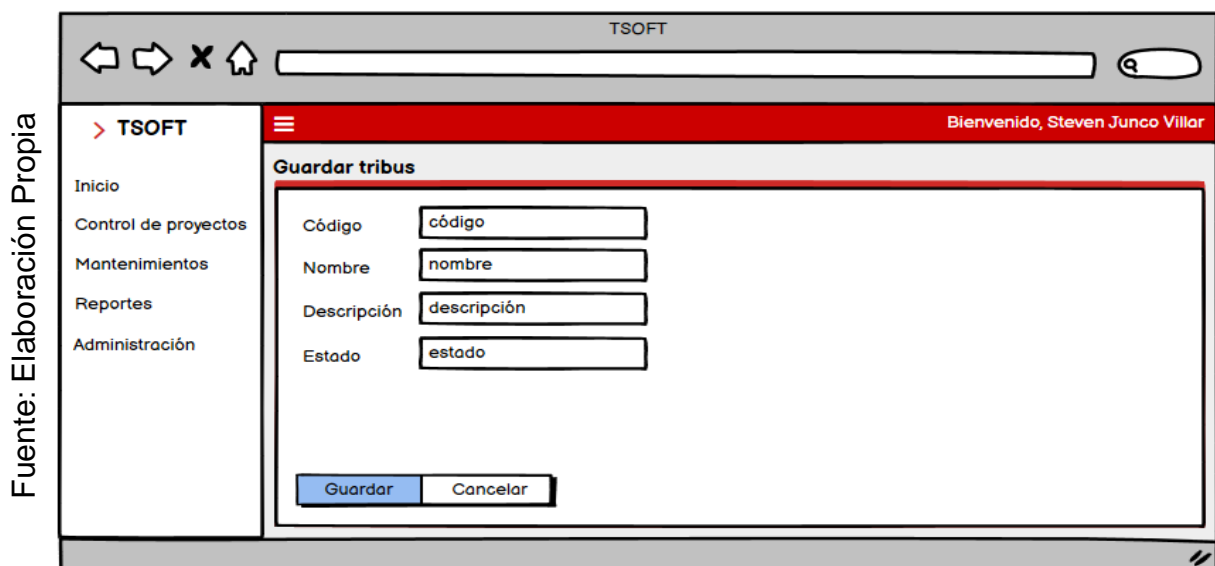 TSOFT
> TSOFT
Bienvenido, Steven Junco Villar
Inicio
Control de proyectos
Mantenimientos
Reportes
Administración
Guardar tribus
Código código
Nombre nombre
Descripción descripción
Estado estado
Guardar Cancelar
Fuente: Elaboración Propia